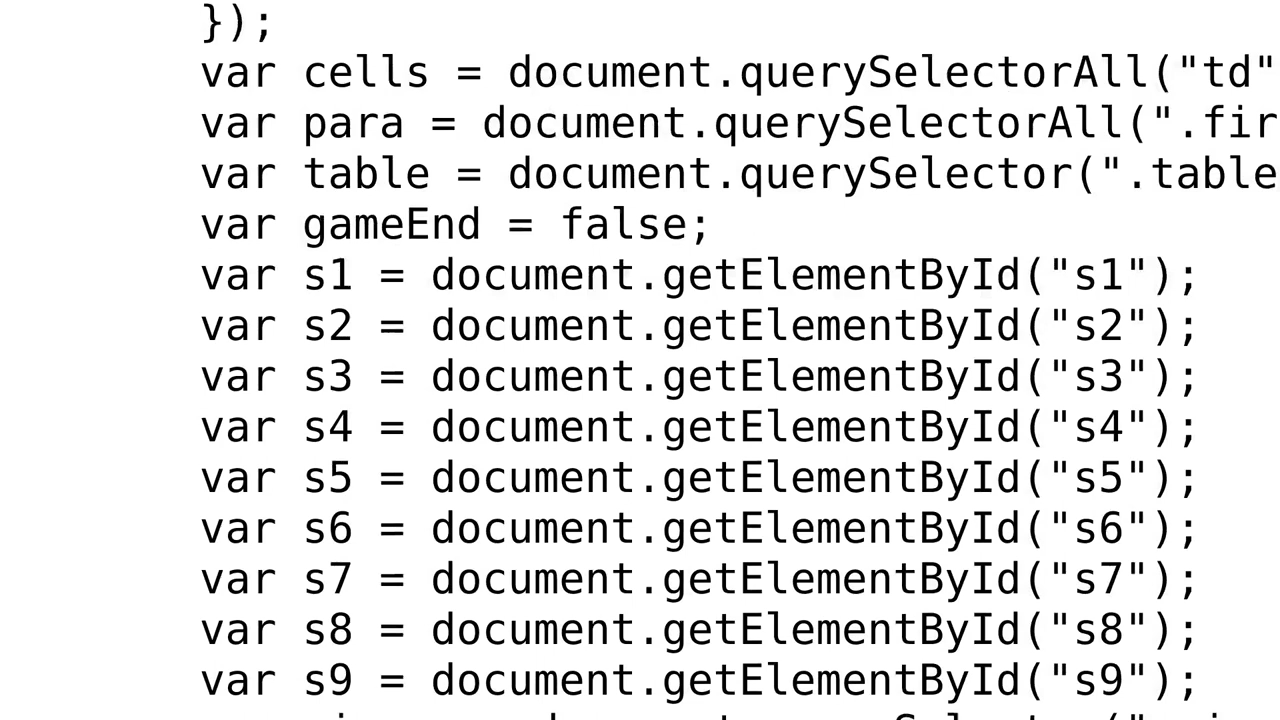 });
var cells = document.querySelectorAll("td"
var para = document.querySelectorAll(".fir
var table = document.querySelector(".table
var gameEnd = false;
var s1 = document.getElementById("s1");
var s2 = document.getElementById("s2");
var s3 = document.getElementById("s3");
var s4 = document.getElementById("s4");
var s5 = document.getElementById("s5");
var s6 = document.getElementById("s6");
var s7 = document.getElementById("s7");
var s8 = document.getElementById("s8");
var s9 = document.getElementById("s9");